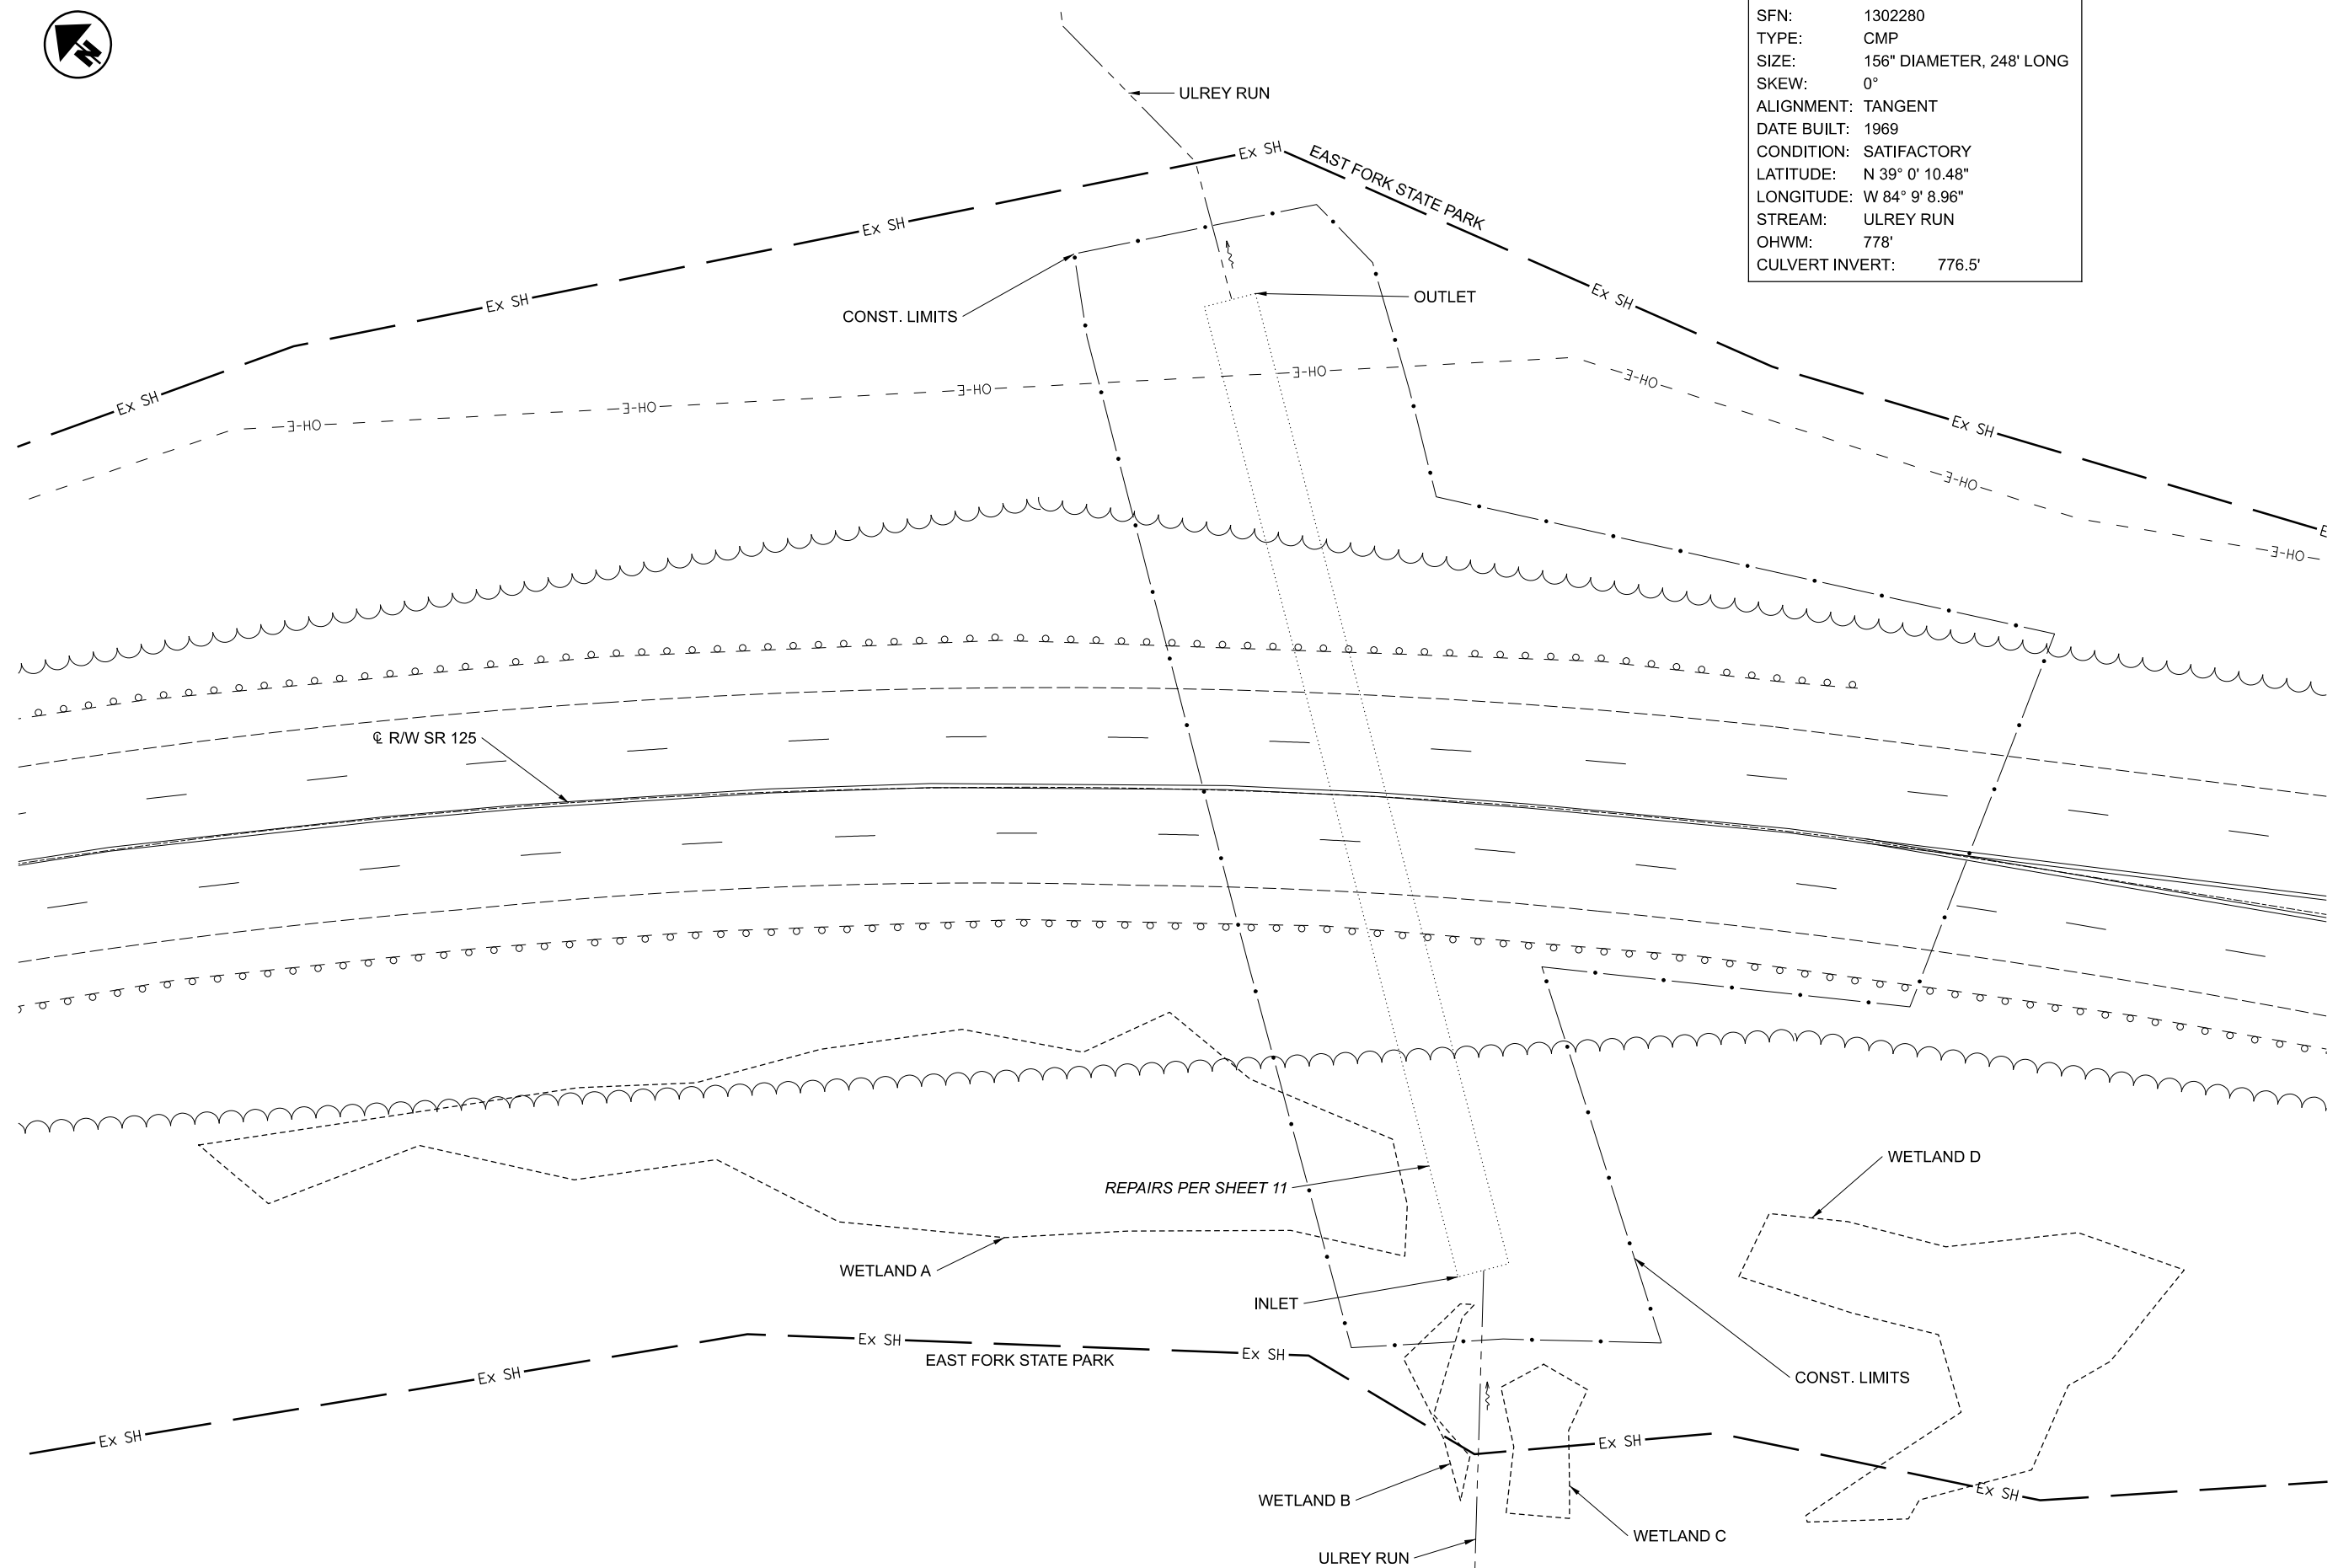 N
SFN: 1302280
TYPE: CMP
SIZE: 156" DIAMETER, 248' LONG
SKEW: 0°
ALIGNMENT: TANGENT
DATE BUILT: 1969
CONDITION: SATIFACTORY
LATITUDE: N 39° 0' 10.48"
LONGITUDE: W 84° 9' 8.96"
STREAM: ULREY RUN
OHWM: 778'
CULVERT INVERT: 776.5'
ULREY RUN
Ex SH
EAST FORK STATE PARK
Ex SH
Ex SH
Ex SH
OUTLET
CONST. LIMITS
Ex SH
Ex SH
E
OH-E
OH-E
OH-E
OH-E
OH-E
OH-E
OH-E
℄ R/W SR 125
WETLAND D
REPAIRS PER SHEET 11
WETLAND A
INLET
Ex SH
Ex SH
EAST FORK STATE PARK
Ex SH
CONST. LIMITS
Ex SH
Ex SH
Ex SH
WETLAND B
WETLAND C
ULREY RUN